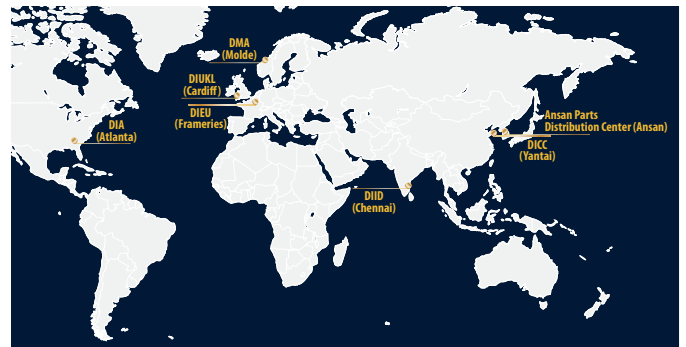 DMA
(Molde)
DIUKL
(Cardiff)
DIEU
(Frameries)
DIA
(Atlanta)
Ansan Parts
Distribution Center (Ansan)
DICC
(Yantai)
DIID
(Chennai)